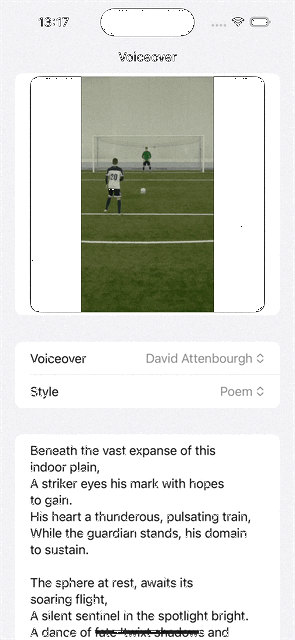 13:17
Voiceover
20
Voiceover David Attenbourgh
Style Poem
Beneath the vast expanse of this
indoor plain,
A striker eyes his mark with hopes
to gain.
His heart a thunderous, pulsating train,
While the guardian stands, his domain
to sustain.
The sphere at rest, awaits its
soaring flight,
A silent sentinel in the spotlight bright.
A dance of fate 'twixt shadows and